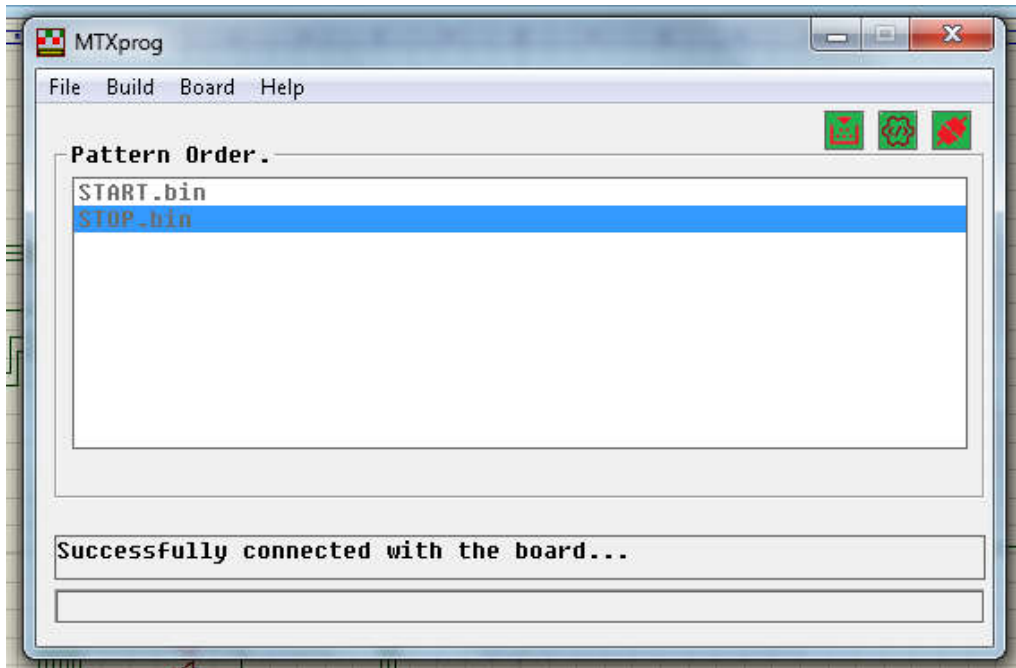 MTXprog
File Build Board Help
Pattern Order.
START.bin
STOP.bin
Successfully connected with the board...